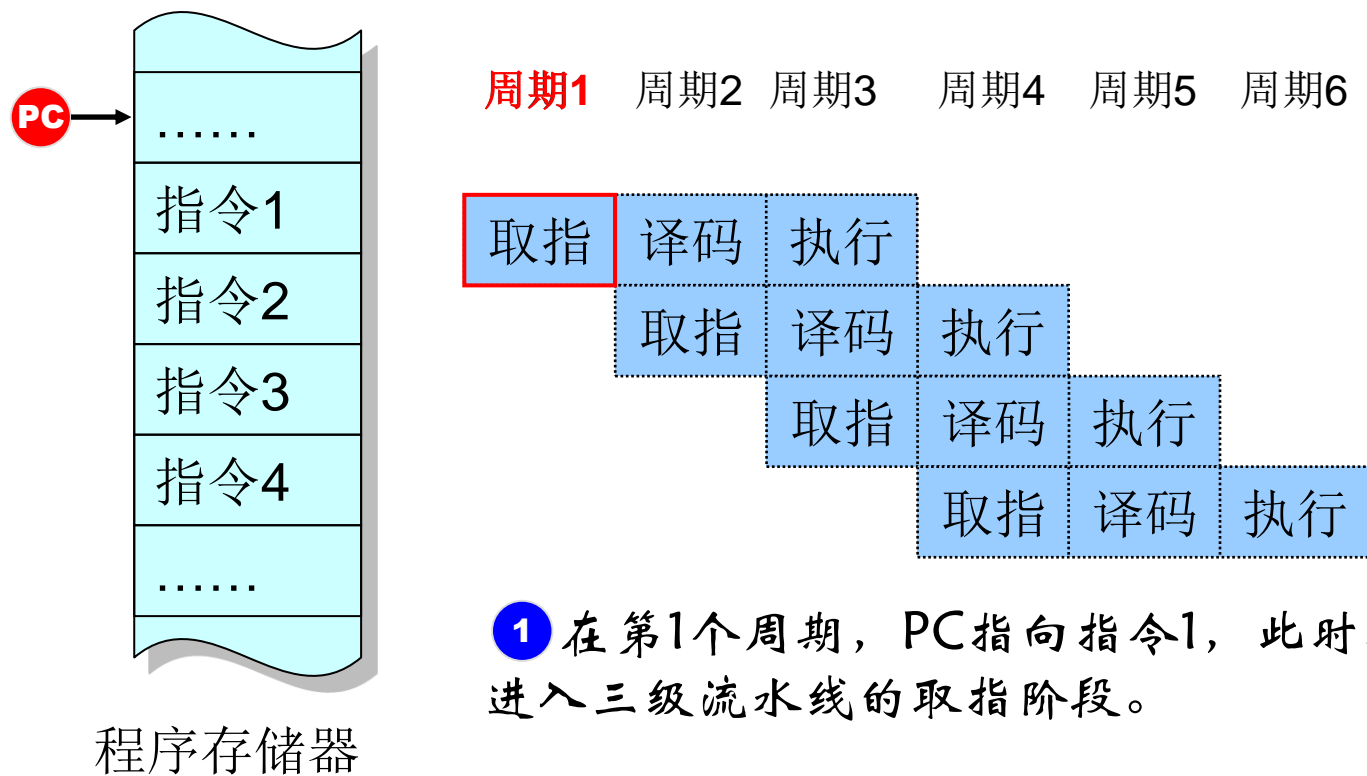 周期1 周期2 周期3 周期4 周期5 周期6
PC
……
指令1
指令2
指令3
指令4
……
程序存储器
取指 译码 执行
取指 译码 执行
取指 译码 执行
取指 译码 执行
1 在第1个周期，PC指向指令1，此时
进入三级流水线的取指阶段。